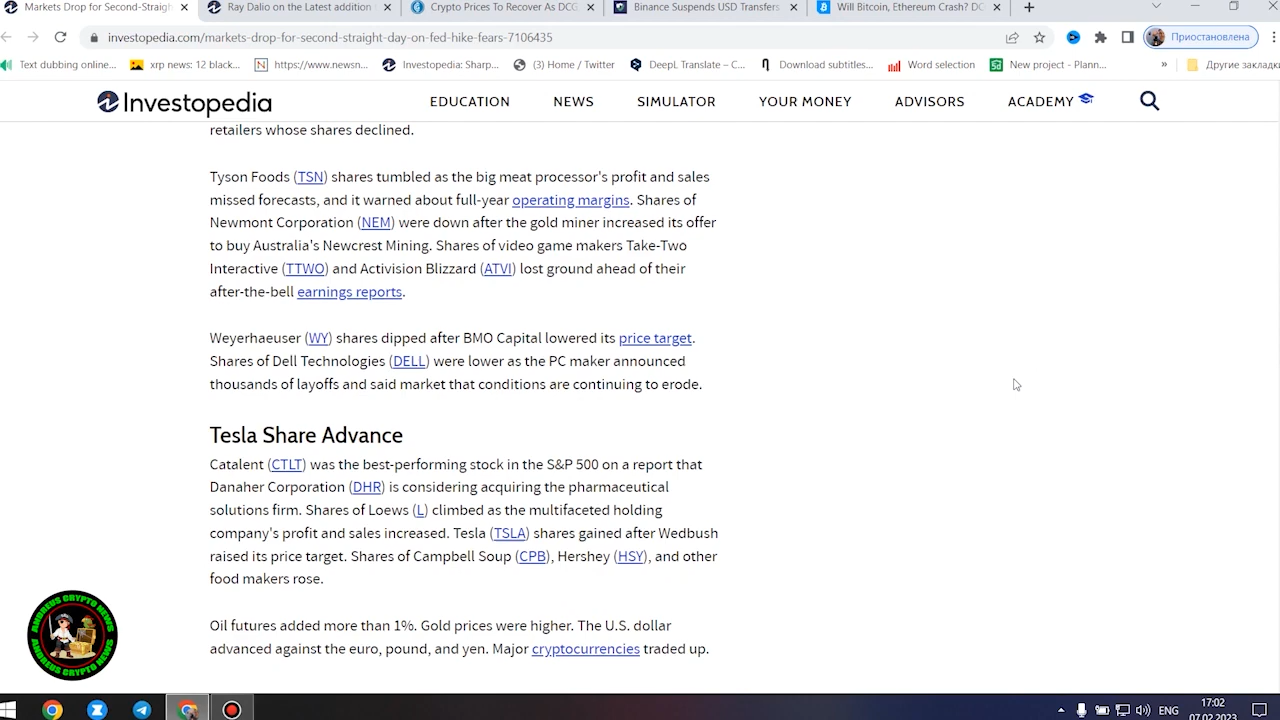 Markets Drop for Second-Straigh
Ray Dalio on the Latest addition
Crypto Prices To Recover As DCG
Binance Suspends USD Transfers
Will Bitcoin, Ethereum Crash? DC
investopedia.com/markets-drop-for-second-straight-day-on-fed-hike-fears-7106435
Приостановлена
Text dubbing online...
xrp news: 12 black...
https://www.newsn...
Investopedia: Sharp...
(3) Home / Twitter
DeepL Translate – C...
Download subtitles...
Word selection
New project - Plann...
»
Другие закладки
Investopedia
EDUCATION
NEWS
SIMULATOR
YOUR MONEY
ADVISORS
ACADEMY
retailers whose shares declined.
Tyson Foods (TSN) shares tumbled as the big meat processor's profit and sales
missed forecasts, and it warned about full-year operating margins. Shares of
Newmont Corporation (NEM) were down after the gold miner increased its offer
to buy Australia's Newcrest Mining. Shares of video game makers Take-Two
Interactive (TTWO) and Activision Blizzard (ATVI) lost ground ahead of their
after-the-bell earnings reports.
Weyerhaeuser (WY) shares dipped after BMO Capital lowered its price target.
Shares of Dell Technologies (DELL) were lower as the PC maker announced
thousands of layoffs and said market that conditions are continuing to erode.
Tesla Share Advance
Catalent (CTLT) was the best-performing stock in the S&P 500 on a report that
Danaher Corporation (DHR) is considering acquiring the pharmaceutical
solutions firm. Shares of Loews (L) climbed as the multifaceted holding
company's profit and sales increased. Tesla (TSLA) shares gained after Wedbush
raised its price target. Shares of Campbell Soup (CPB), Hershey (HSY), and other
food makers rose.
Oil futures added more than 1%. Gold prices were higher. The U.S. dollar
advanced against the euro, pound, and yen. Major cryptocurrencies traded up.
ANDREUS CRYPTO NEWS
ANDREUS CRYPTO NEWS
ENG
17:02
07.02.2023